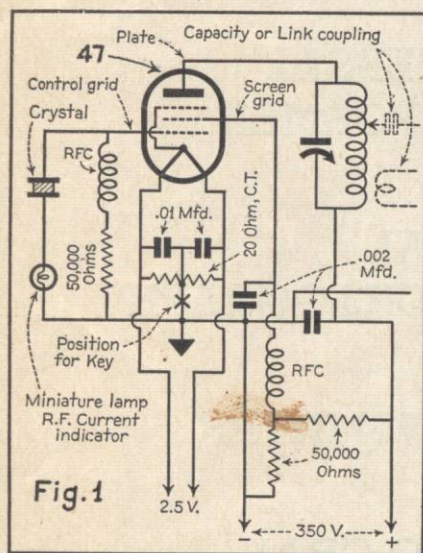 Plate
Capacity or Link coupling
47
Control grid
Screen
grid
Crystal
RFC
.01 Mfd.
20 Ohm, C.T.
50,000
Ohms
.002
Mfd.
Position
for Key
RFC
Miniature lamp
R.F. Current
indicator
50,000
Ohms
Fig.1
2.5 V.
- 350 V. +